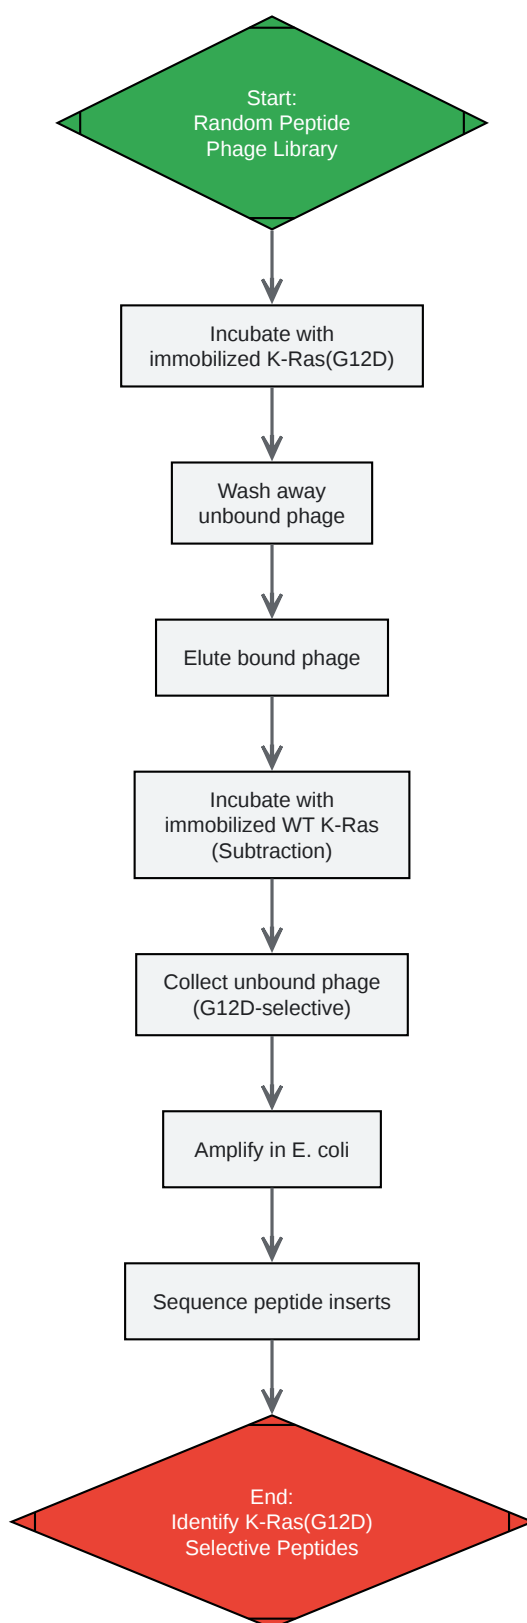 Start:
Random Peptide
Phage Library
Incubate with
immobilized K-Ras(G12D)
Wash away
unbound phage
Elute bound phage
Incubate with
immobilized WT K-Ras
(Subtraction)
Collect unbound phage
(G12D-selective)
Amplify in E. coli
Sequence peptide inserts
End:
Identify K-Ras(G12D)
Selective Peptides